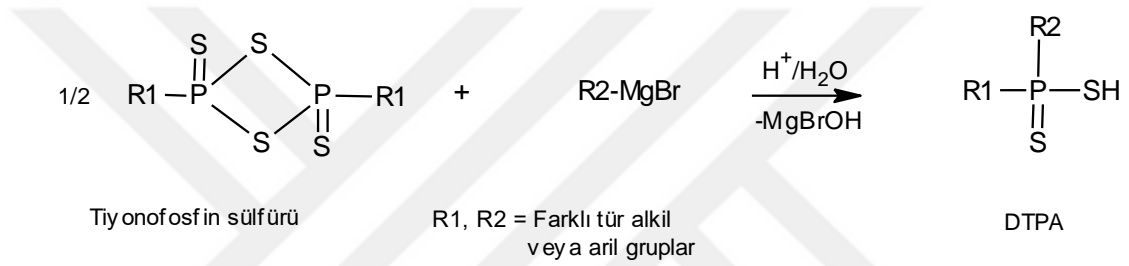 S
S
R2
1/2 R1 P P R1 + R2-MgBr H+/H2O R1 P SH
-MgBrOH
S
S
S
Tiyonofosfin sülfürü
R1, R2 = Farklı tür alkil
veya aril gruplar
DTPA